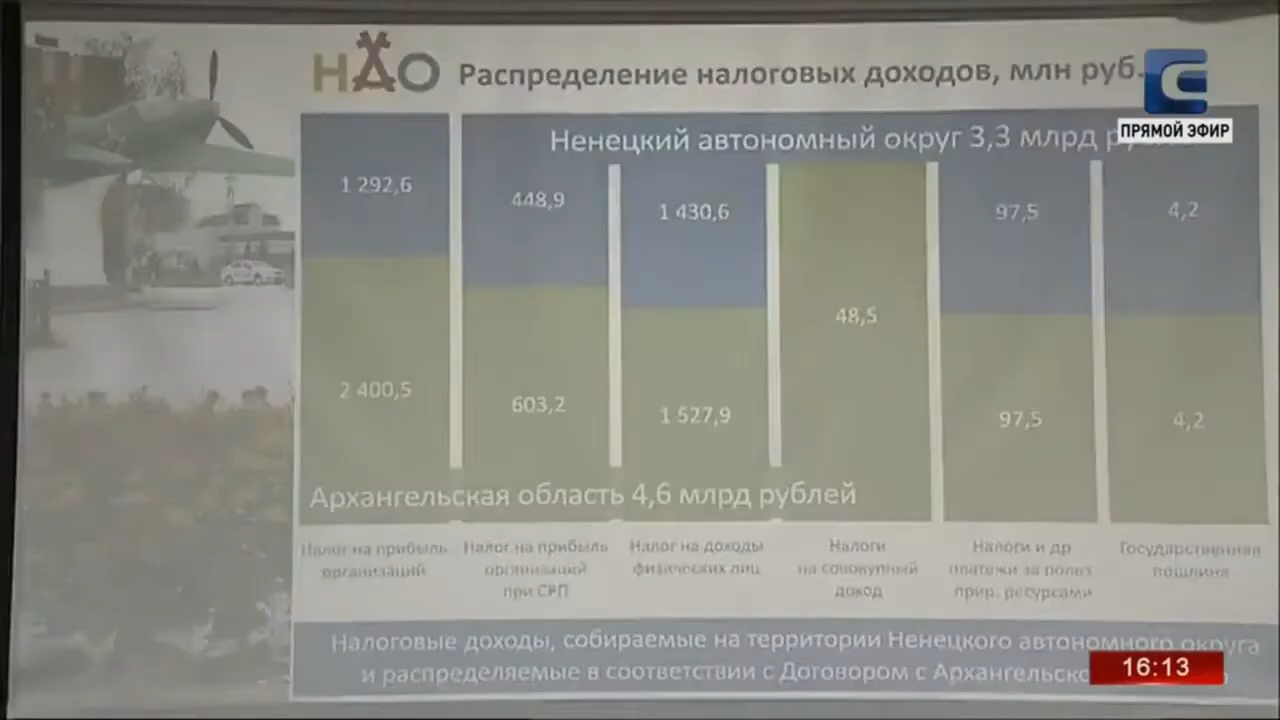 НАО
Распределение налоговых доходов, млн руб.
ПРЯМОЙ ЭФИР
Ненецкий автономный округ 3,3 млрд
1 292,6
448,9
1 430,6
97,5
4,2
48,5
2 400,5
603,2
1 527,9
97,5
4,2
Архангельская область 4,6 млрд рублей
Налог на прибыль
организаций
Налог на прибыль
организаций
при СРП
Налог на доходы
физических лиц
Налоги
на совокупный
доход
Налоги и др
платежи за польз
прир. ресурсами
Государственная
пошлина
Налоговые доходы, собираемые на территории Ненецкого автономного округа
и распределяемые в соответствии с Договором с
16:13